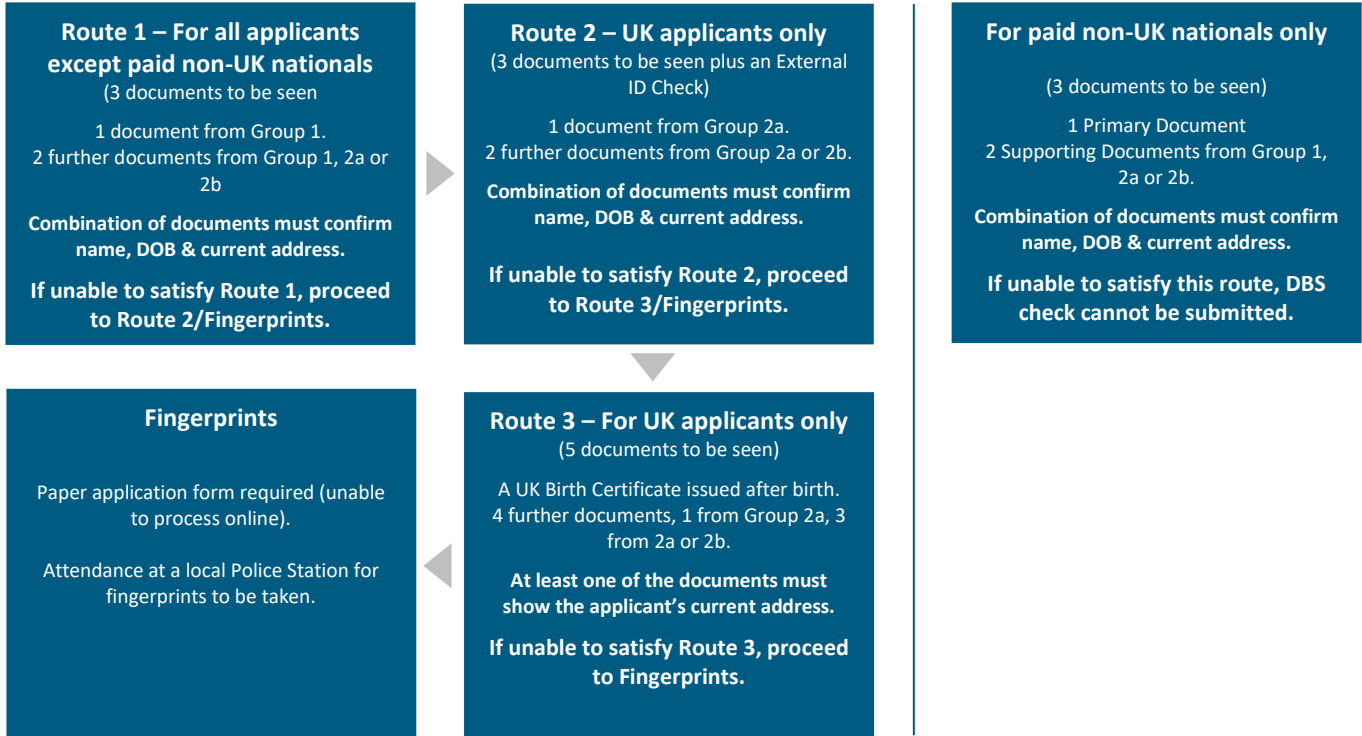 Route 1 – For all applicants
except paid non-UK nationals
(3 documents to be seen
1 document from Group 1.
2 further documents from Group 1, 2a or
2b
Combination of documents must confirm
name, DOB & current address.
If unable to satisfy Route 1, proceed
to Route 2/Fingerprints.
Route 2 – UK applicants only
(3 documents to be seen plus an External
ID Check)
1 document from Group 2a.
2 further documents from Group 2a or 2b.
Combination of documents must confirm
name, DOB & current address.
If unable to satisfy Route 2, proceed
to Route 3/Fingerprints.
For paid non-UK nationals only
(3 documents to be seen)
1 Primary Document
2 Supporting Documents from Group 1,
2a or 2b.
Combination of documents must confirm
name, DOB & current address.
If unable to satisfy this route, DBS
check cannot be submitted.
Fingerprints
Paper application form required (unable
to process online).
Attendance at a local Police Station for
fingerprints to be taken.
Route 3 – For UK applicants only
(5 documents to be seen)
A UK Birth Certificate issued after birth.
4 further documents, 1 from Group 2a, 3
from 2a or 2b.
At least one of the documents must
show the applicant’s current address.
If unable to satisfy Route 3, proceed
to Fingerprints.